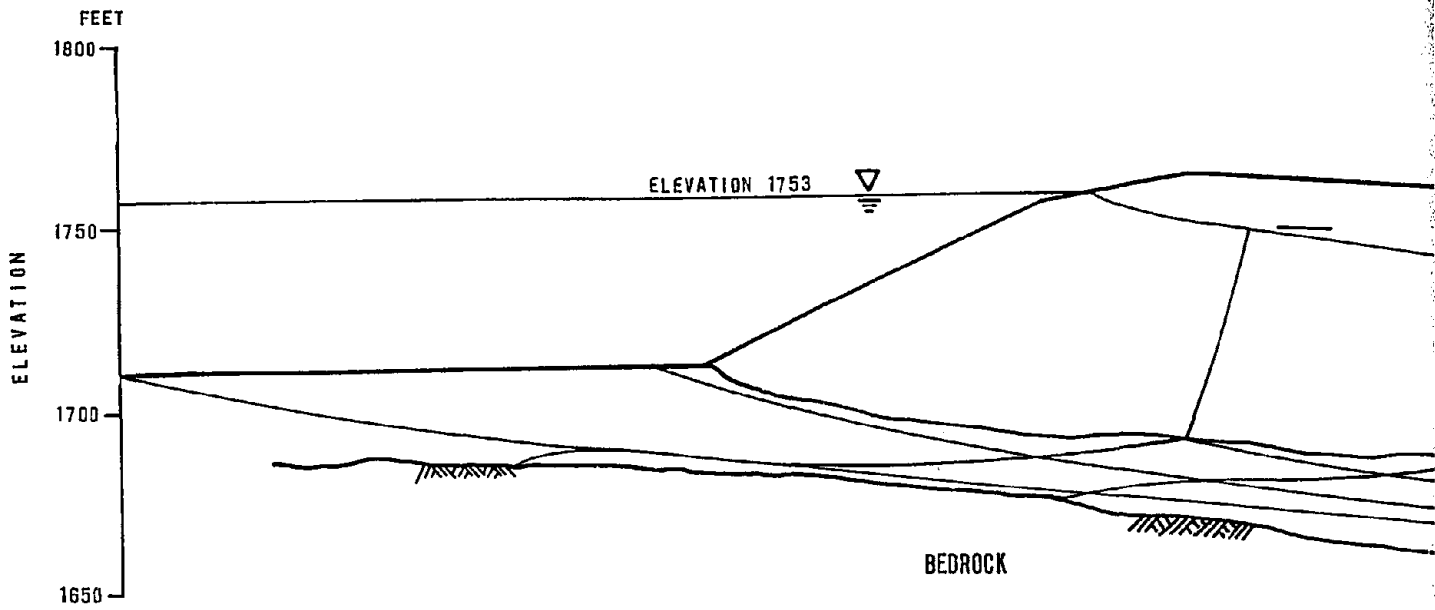 FEET
1800
ELEVATION 1753
1750
ELEVATION
1700
BEDROCK
1650